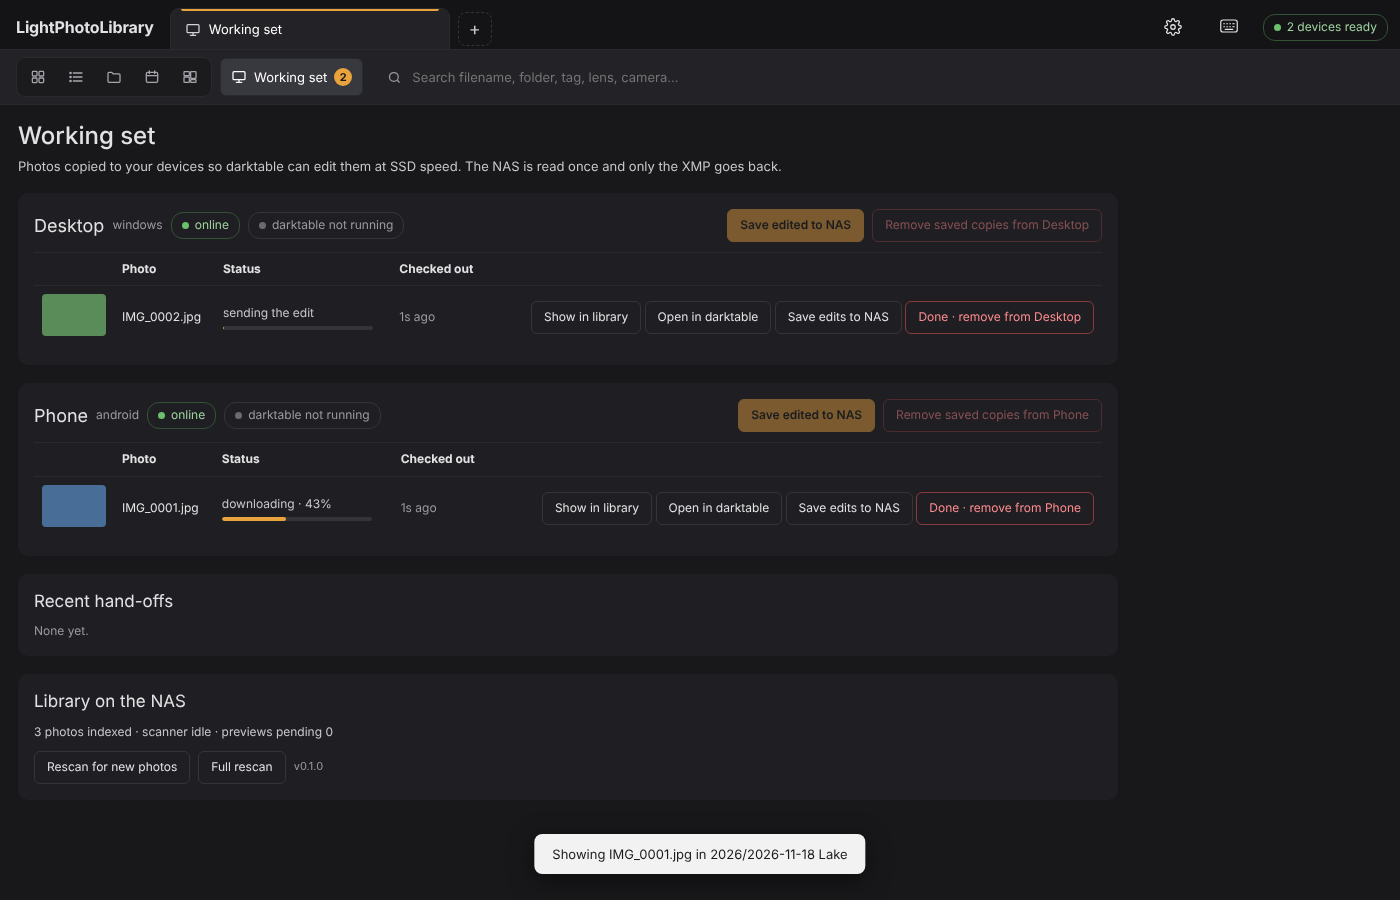 LightPhotoLibrary
Working set
+
2 devices ready
Working set 2
Search filename, folder, tag, lens, camera...
Working set
Photos copied to your devices so darktable can edit them at SSD speed. The NAS is read once and only the XMP goes back.
Desktop windows online darktable not running Save edited to NAS Remove saved copies from Desktop
Photo Status Checked out
IMG_0002.jpg sending the edit 1s ago Show in library Open in darktable Save edits to NAS Done · remove from Desktop
Phone android online darktable not running Save edited to NAS Remove saved copies from Phone
Photo Status Checked out
IMG_0001.jpg downloading · 43% 1s ago Show in library Open in darktable Save edits to NAS Done · remove from Phone
Recent hand-offs
None yet.
Library on the NAS
3 photos indexed · scanner idle · previews pending 0
Rescan for new photos Full rescan v0.1.0
Showing IMG_0001.jpg in 2026/2026-11-18 Lake